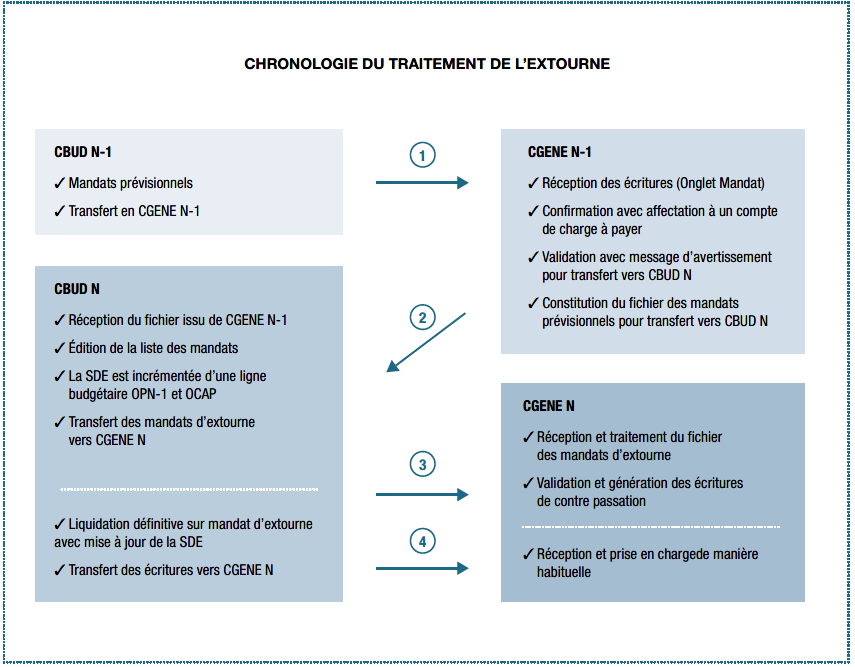 CHRONOLOGIE DU TRAITEMENT DE L'EXTOURNE
CBUD N-1
✓ Mandats prévisionnels
✓ Transfert en CGENE N-1
1
CGENE N-1
✓ Réception des écritures (Onglet Mandat)
✓ Confirmation avec affectation à un compte
de charge à payer
✓ Validation avec message d'avertissement
pour transfert vers CBUD N
✓ Constitution du fichier des mandats
prévisionnels pour transfert vers CBUD N
2
CBUD N
✓ Réception du fichier issu de CGENE N-1
✓ Édition de la liste des mandats
✓ La SDE est incrémentée d'une ligne
budgétaire OPN-1 et OCAP
✓ Transfert des mandats d'extourne
vers CGENE N
3
CGENE N
✓ Réception et traitement du fichier
des mandats d'extourne
✓ Validation et génération des écritures
de contre passation
✓ Liquidation définitive sur mandat d'extourne
avec mise à jour de la SDE
✓ Transfert des écritures vers CGENE N
4
✓ Réception et prise en chargede manière
habituelle